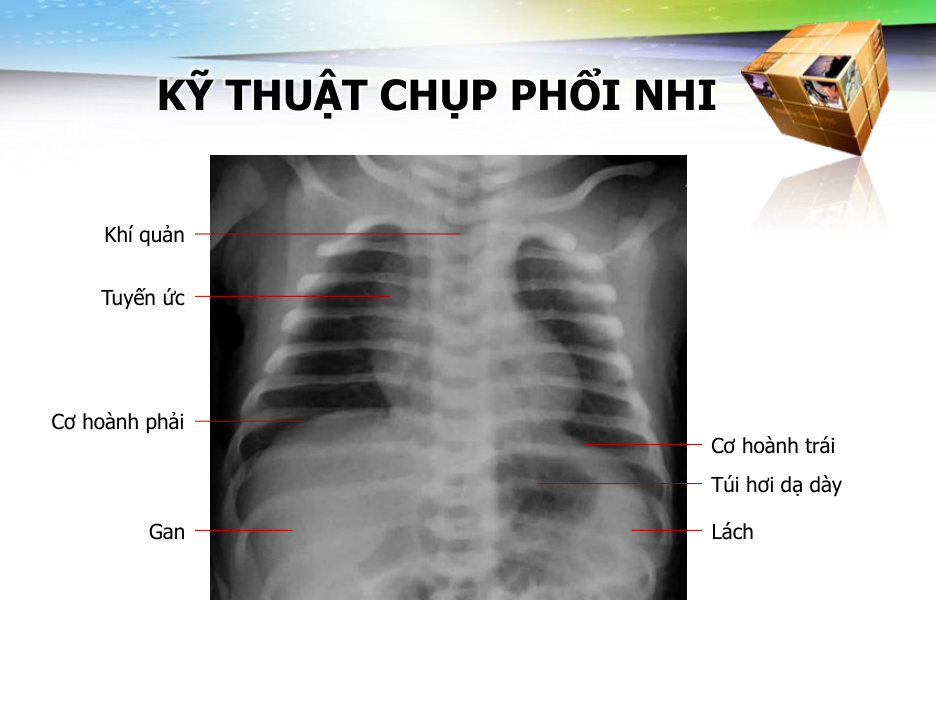 KỸ THUẬT CHỤP PHỔI NHI
Khí quản
Tuyến ức
Cơ hoành phải
Gan
Cơ hoành trái
Túi hơi dạ dày
Lách